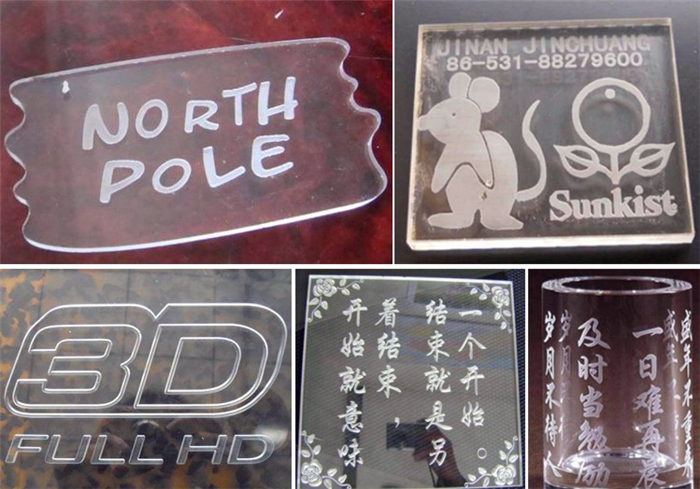 NORTH
POLE
JINAN JINCHUANG
86-531-88279600
Sunkist
3D
FULL HD
开始就意味
着结束，
结束就是另
一个开始。
一日难再晨
及时当勉励
岁月不待人